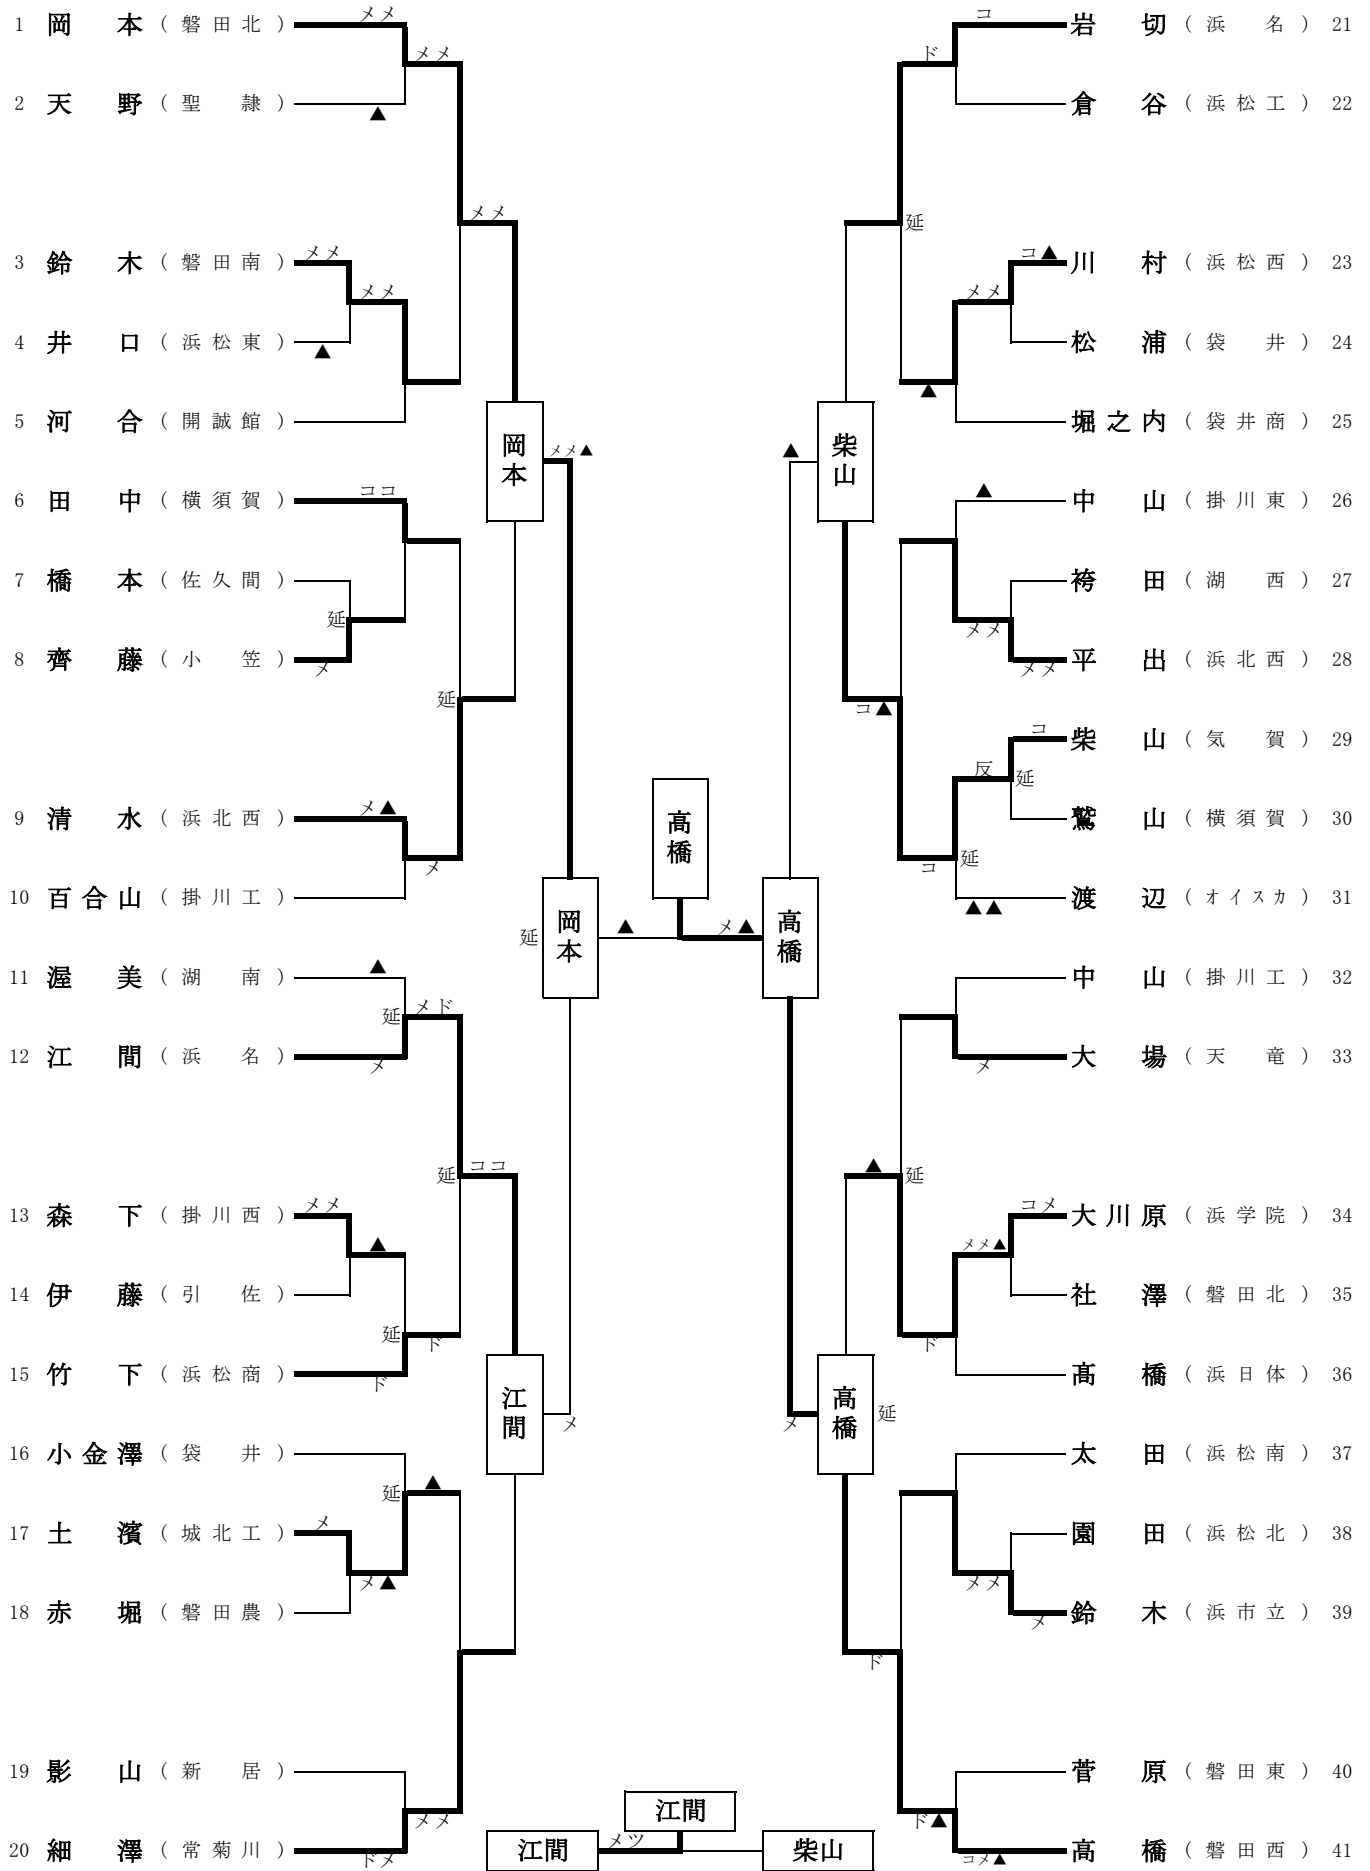 メメ
1 岡本 （磐田北）
メメ
2 天野 （聖隷）
▲
メメ
3 鈴木 （磐田南）
メメ
メメ
4 井口 （浜松東）
▲
5 河合 （開誠館）
岡本
メメ▲
6 田中 （横須賀）
ココ
7 橋本 （佐久間）
延
8 齊藤 （小笠）
メ
延
9 清水 （浜北西）
メ▲
メ
10 百合山 （掛川工）
延
岡本
▲
11 渥美 （湖南）
▲
延
メド
12 江間 （浜名）
メ
延
ココ
13 森下 （掛川西）
メメ
▲
14 伊藤 （引佐）
延
ド
15 竹下 （浜松商）
ド
江間
メ
16 小金澤 （袋井）
延
▲
17 土濱 （城北工）
メ
メ▲
18 赤堀 （磐田農）
19 影山 （新居）
メメ
20 細澤 （常菊川）
ドメ
高橋
コ
岩切 （浜名） 21
ド
倉谷 （浜松工） 22
延
コ▲
川村 （浜松西） 23
メメ
松浦 （袋井） 24
▲
堀之内 （袋井商） 25
柴山
▲
▲
中山 （掛川東） 26
袴田 （湖西） 27
メメ
平出 （浜北西） 28
メメ
コ▲
コ
柴山 （気賀） 29
反
延
鷲山 （横須賀） 30
コ
延
渡辺 （オイスカ） 31
▲▲
メ▲
高橋
中山 （掛川工） 32
大場 （天竜） 33
メ
▲
延
コメ
大川原 （浜学院） 34
メメ▲
社澤 （磐田北） 35
ド
髙橋 （浜日体） 36
高橋
延
メ
太田 （浜松南） 37
園田 （浜松北） 38
メメ
鈴木 （浜市立） 39
メ
ド
菅原 （磐田東） 40
ド▲
高橋 （磐田西） 41
コメ▲
江間
江間
メツ
柴山